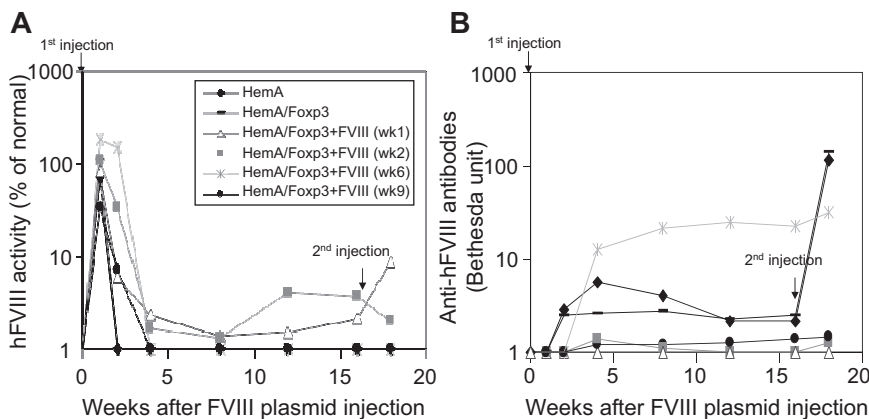 A
1st injection
hFVIII activity (% of normal)
1000
100
10
1
HemA
HemA/Foxp3
HemA/Foxp3+FVIII (wk1)
HemA/Foxp3+FVIII (wk2)
HemA/Foxp3+FVIII (wk6)
HemA/Foxp3+FVIII (wk9)
2nd injection
0 5 10 15 20
Weeks after FVIII plasmid injection
B
1st injection
Anti-hFVIII antibodies
(Bethesda unit)
1000
100
10
1
2nd injection
0 5 10 15 20
Weeks after FVIII plasmid injection